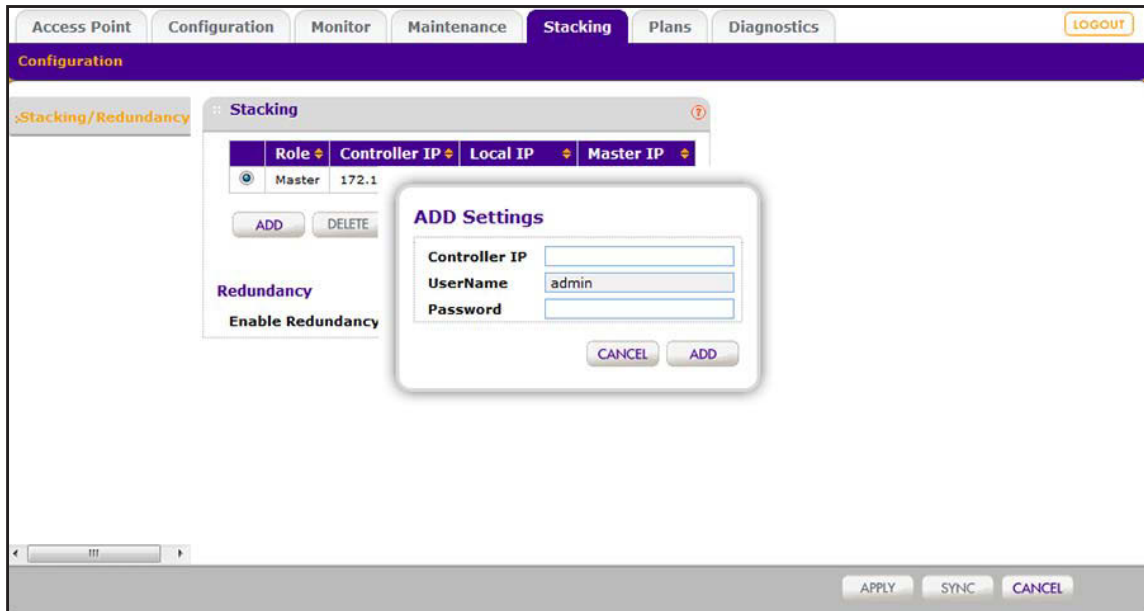 Access Point Configuration Monitor Maintenance Stacking Plans Diagnostics LOGOUT
Configuration
Stacking/Redundancy
Stacking ?
Role Controller IP Local IP Master IP
Master 172.1
ADD DELETE
ADD Settings
Controller IP
UserName admin
Password
CANCEL ADD
Redundancy
Enable Redundancy
APPLY SYNC CANCEL